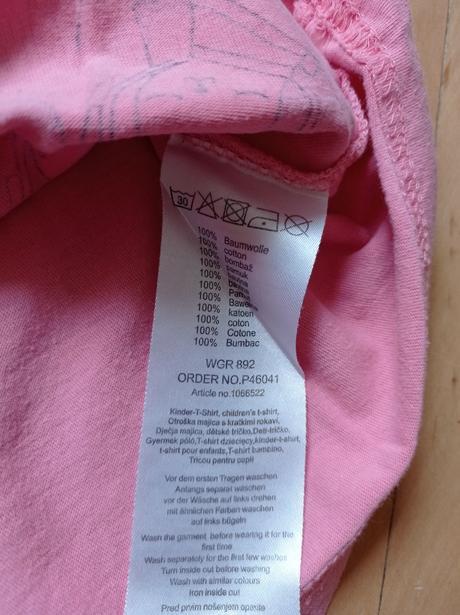 30
100% Baumwolle
100% cotton
100% bombaž
100% pamuk
100% bavlna
100%
100% Pamut
100% Bawełna
100% katoen
100% coton
100% Cotone
100% Bumbac
WGR 892
ORDER NO.P46041
Article no.1066522
Kinder-T-Shirt, children's t-shirt,
Otroška majica s kratkimi rokavi,
Dječja majica, dětské tričko,Deti-tričko,
Gyermek póló,T-shirt dziecięcy,kinder-t-shirt,
t-shirt pour enfants,T-shirt bambino,
Tricou pentru copii
Vor dem ersten Tragen waschen
Anfangs separat waschen
vor der Wäsche auf links drehen
mit ähnlichen Farben waschen
auf links bügeln
Wash the garment before wearing it for the
first time
Wash separately for the first few washes
Turn inside out before washing
Wash with similar colours
Iron inside out
Pred prvim nošenjem operite